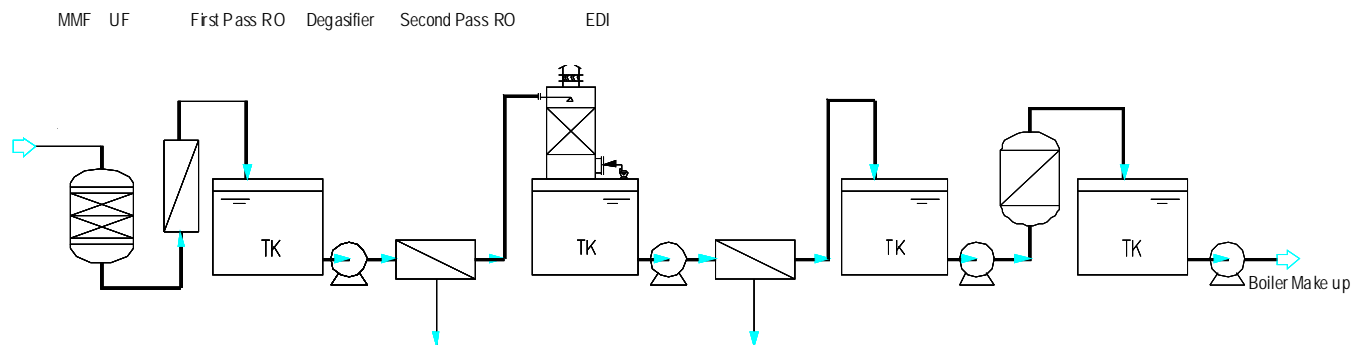 MMF UF First Pass RO Degasifier Second Pass RO EDI
TK TK TK TK
Boiler Make up